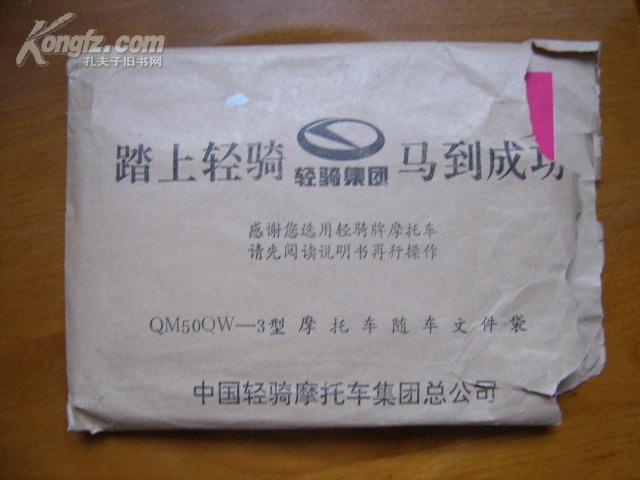 Kongfz.com
孔夫子旧书网
踏上轻骑 轻骑集团 马到成功
感谢您选用轻骑牌摩托车
请先阅读说明书再行操作
QM50QW—3型摩托车随车文件袋
中国轻骑摩托车集团总公司